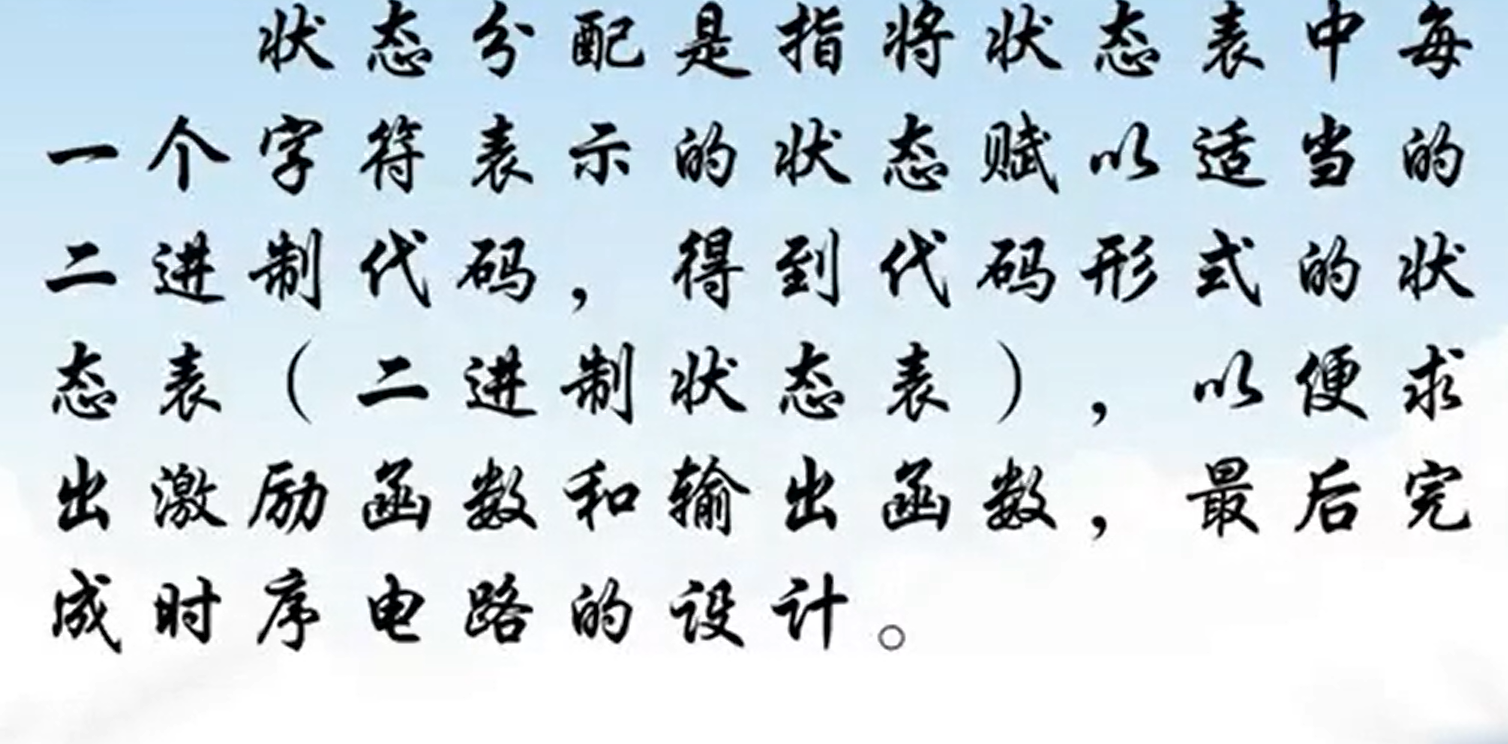 状态分配是指将状态表中每
一个字符表示的状态赋以适当的
二进制代码，得到代码形式的状
态表（二进制状态表），以便求
出激励函数和输出函数，最后完
成时序电路的设计。